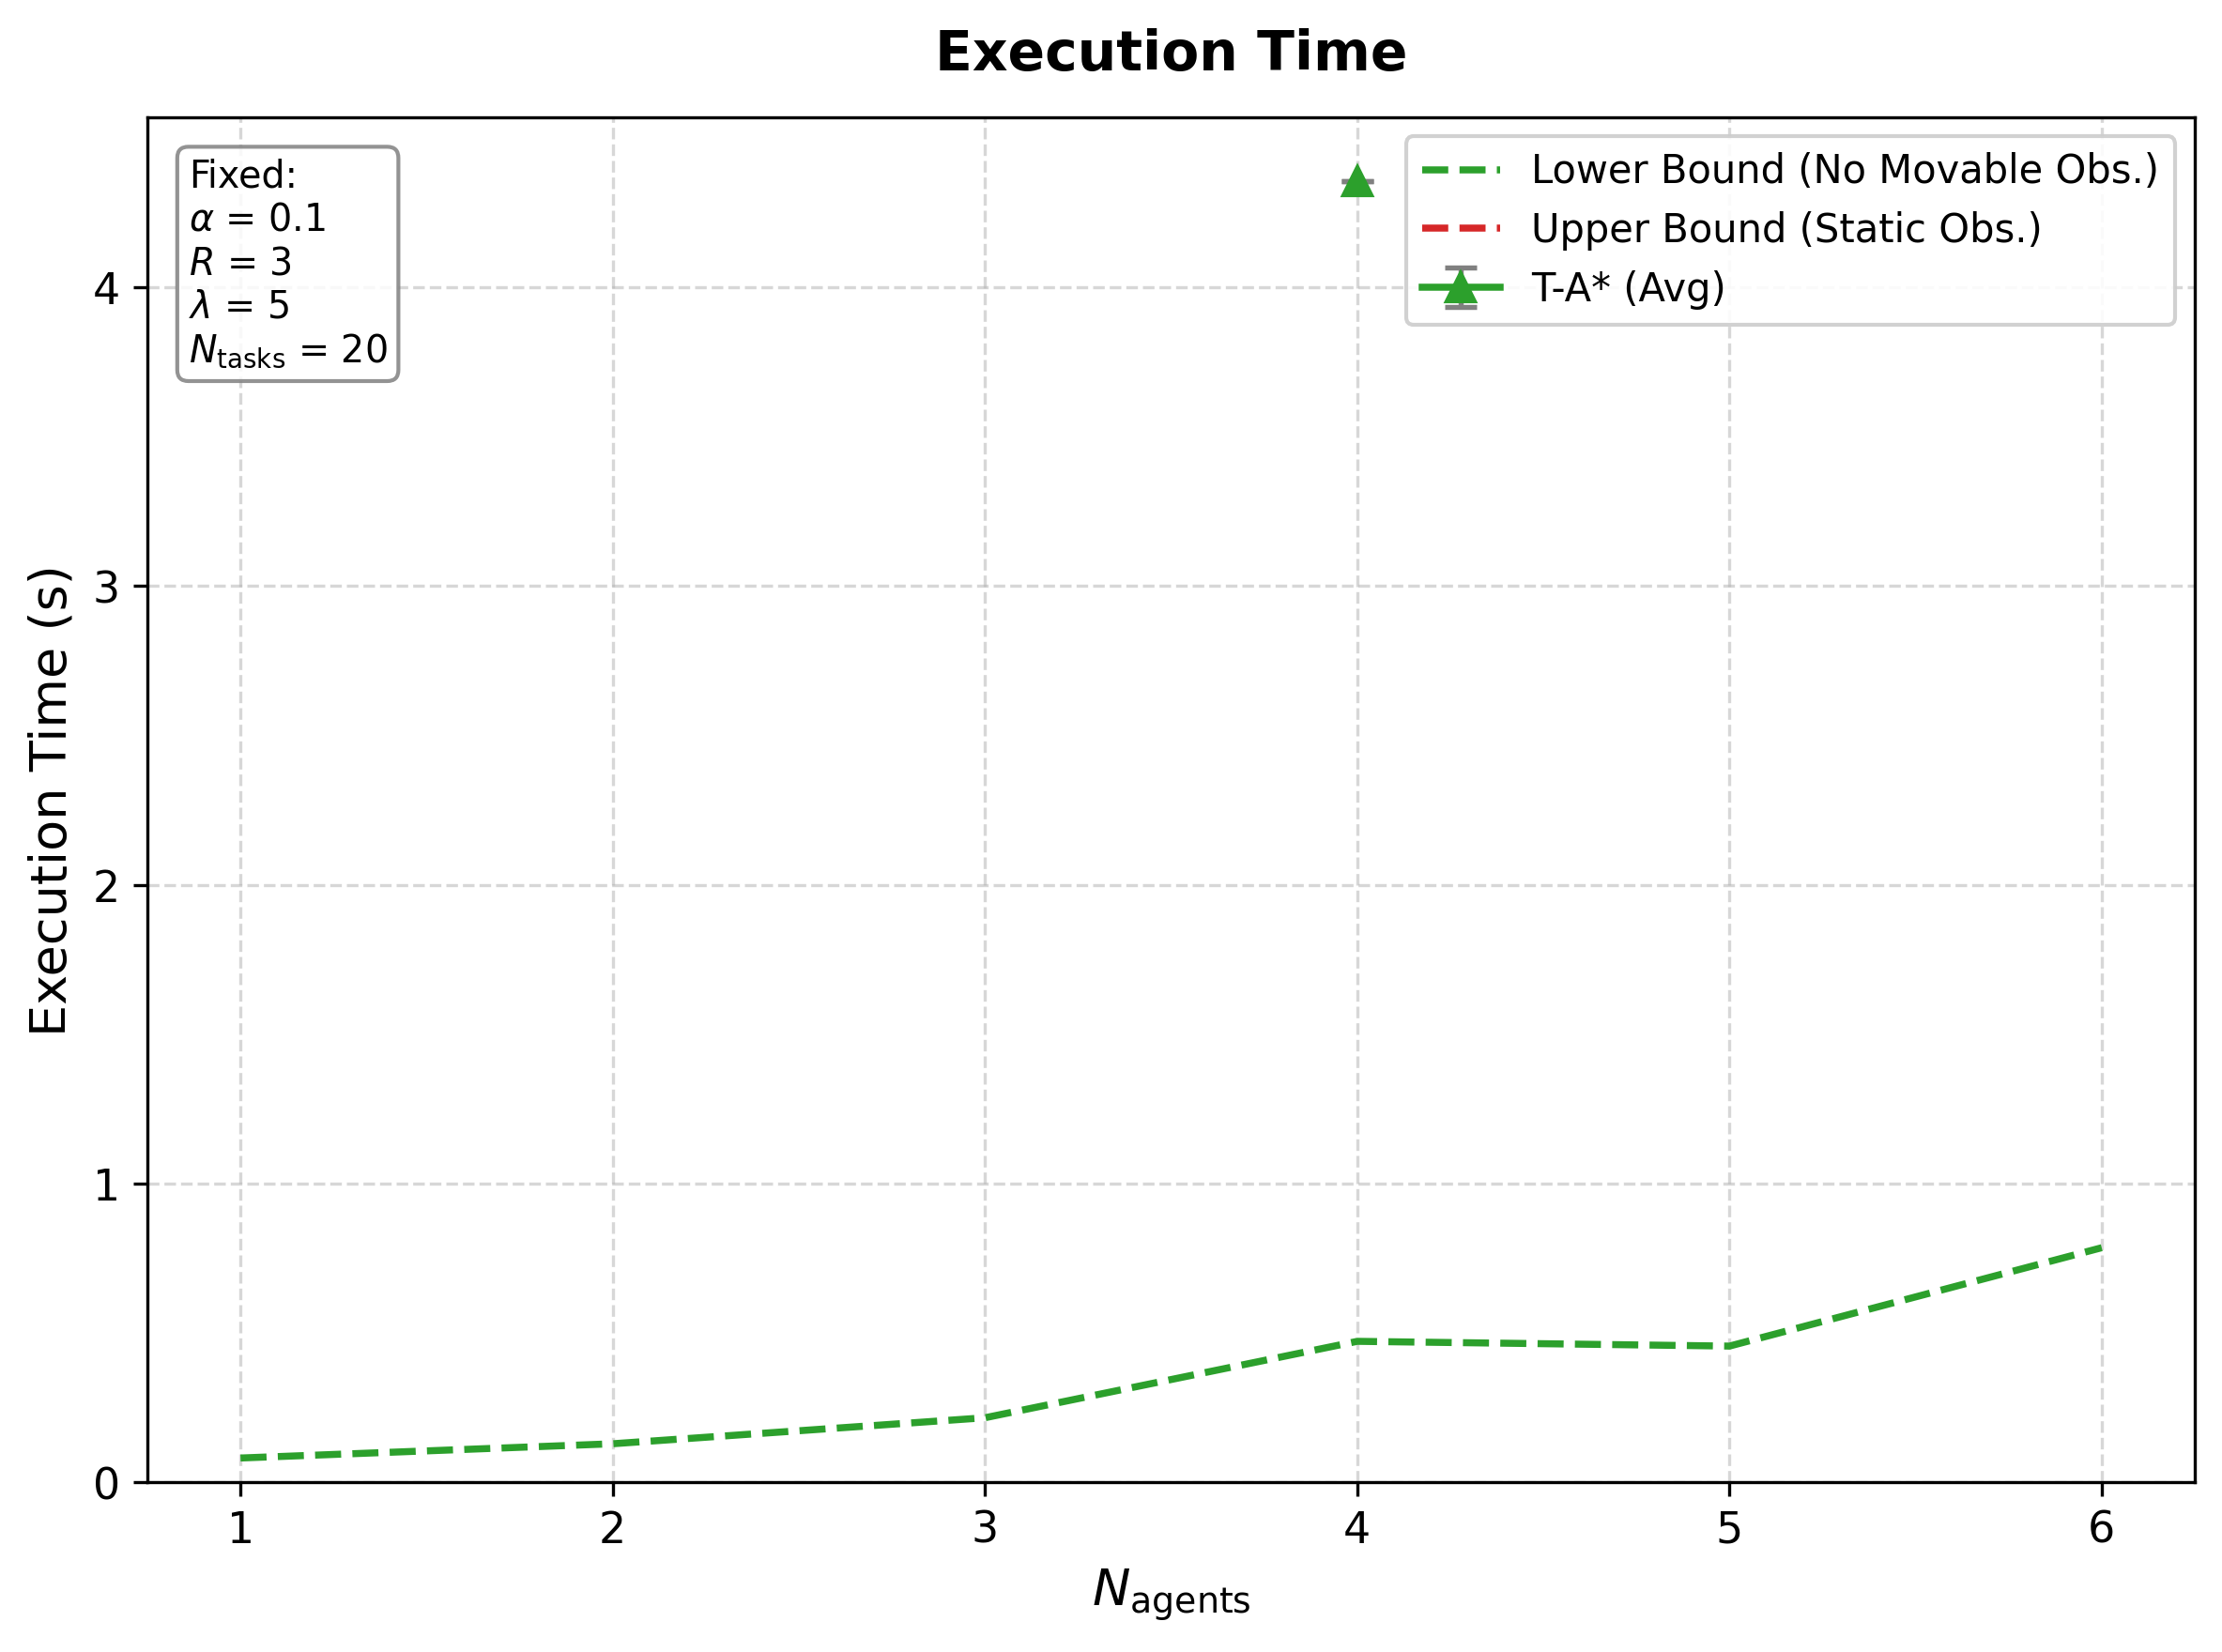 Execution Time
Fixed:
α = 0.1
R = 3
λ = 5
N_tasks = 20
Lower Bound (No Movable Obs.)
Upper Bound (Static Obs.)
T-A* (Avg)
Execution Time (s)
4
3
2
1
0
1 2 3 4 5 6
N_agents